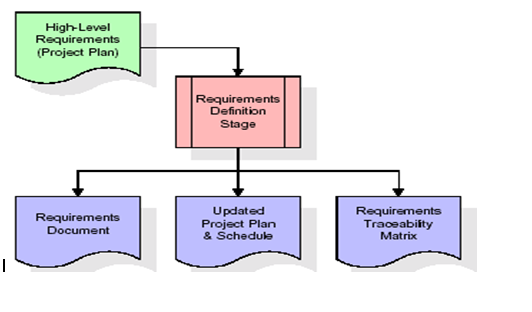 High-Level
Requirements
(Project Plan)
Requirements
Definition
Stage
Requirements
Document
Updated
Project Plan
& Schedule
Requirements
Traceability
Matrix